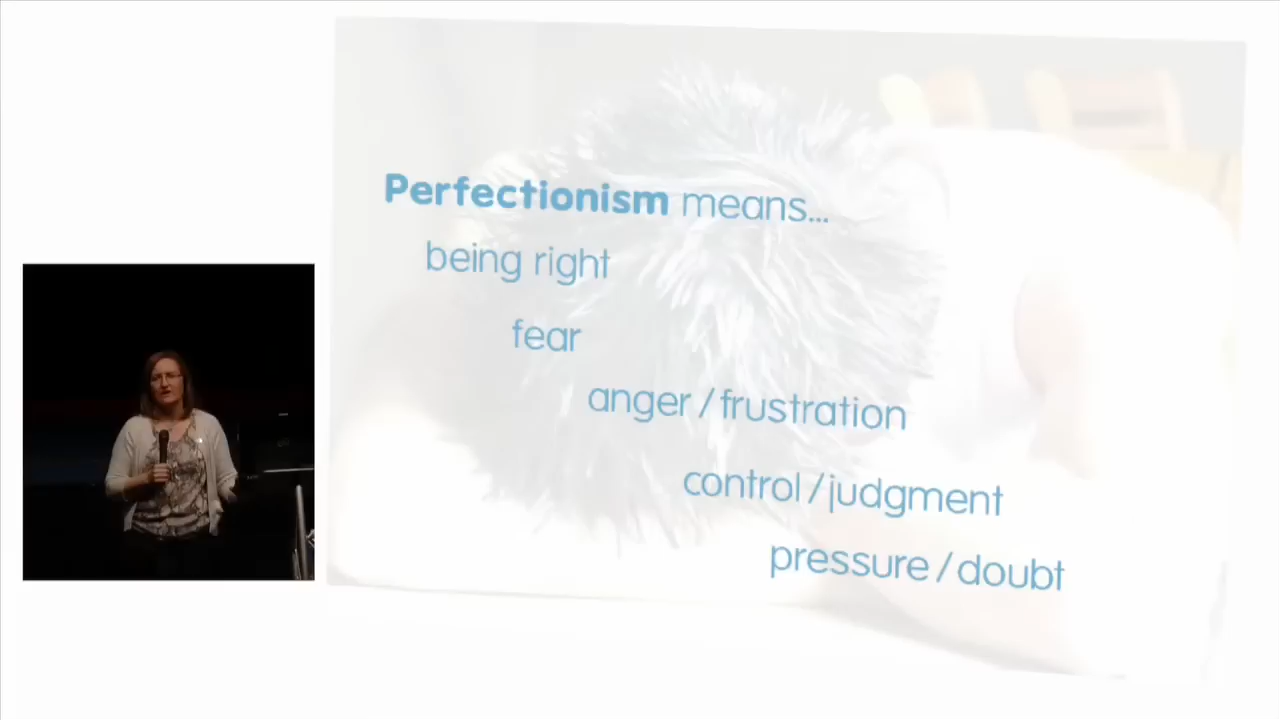 Perfectionism means...
being right
fear
anger / frustration
control / judgment
pressure / doubt